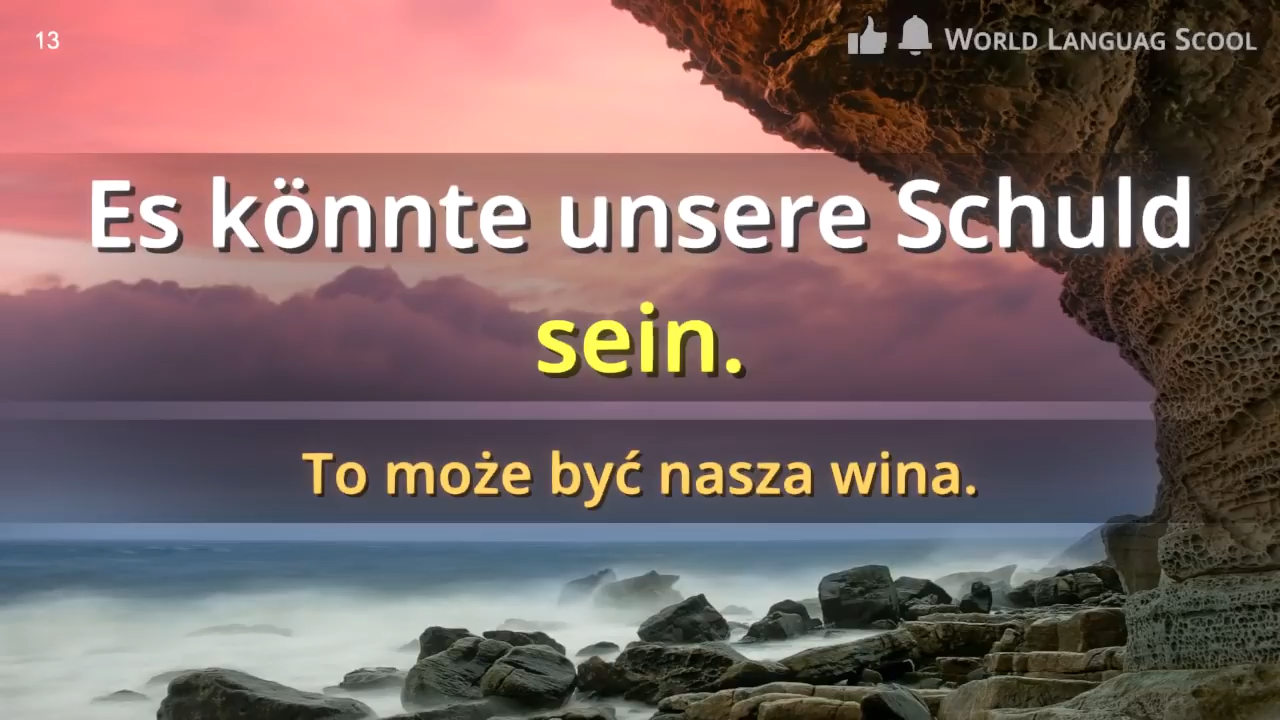 13
World Languag Scool
Es könnte unsere Schuld
sein.
To może być nasza wina.